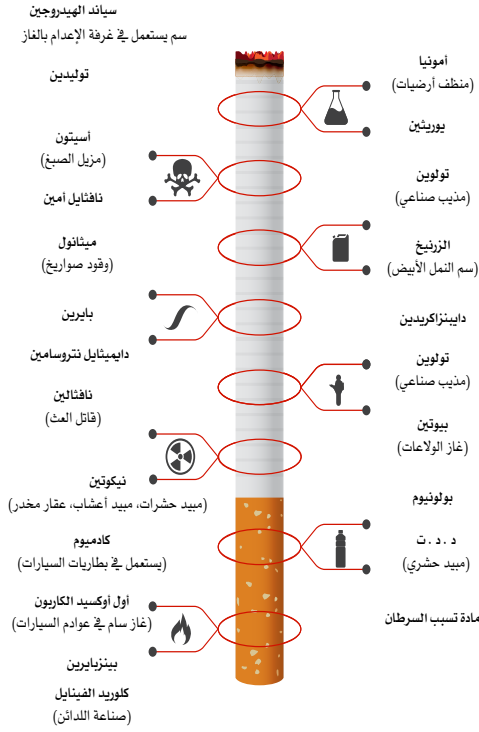 سياند الهيدروجين
سم يستعمل في غرفة الإعدام بالغاز
توليدين
أسيتون
(مزيل الصبغ)
نافثايل أمين
ميثانول
(وقود صواريخ)
بايرين
دايميثايل نتروسامين
نافثالين
(قاتل العث)
نيكوتين
(مبيد حشرات، مبيد أعشاب، عقار مخدر)
كادميوم
(يستعمل في بطاريات السيارات)
أول أوكسيد الكاربون
(غاز سام في عوادم السيارات)
بينزبايرين
كلوريد الفينايل
(صناعة اللدائن)
أمونيا
(منظف أرضيات)
يوريثين
تولوين
(مذيب صناعي)
الزرنيخ
(سم النمل الأبيض)
دايبنزاكريدين
تولوين
(مذيب صناعي)
بيوتين
(غاز الولاعات)
بولونيوم
د . د . ت
(مبيد حشري)
مادة تسبب السرطان